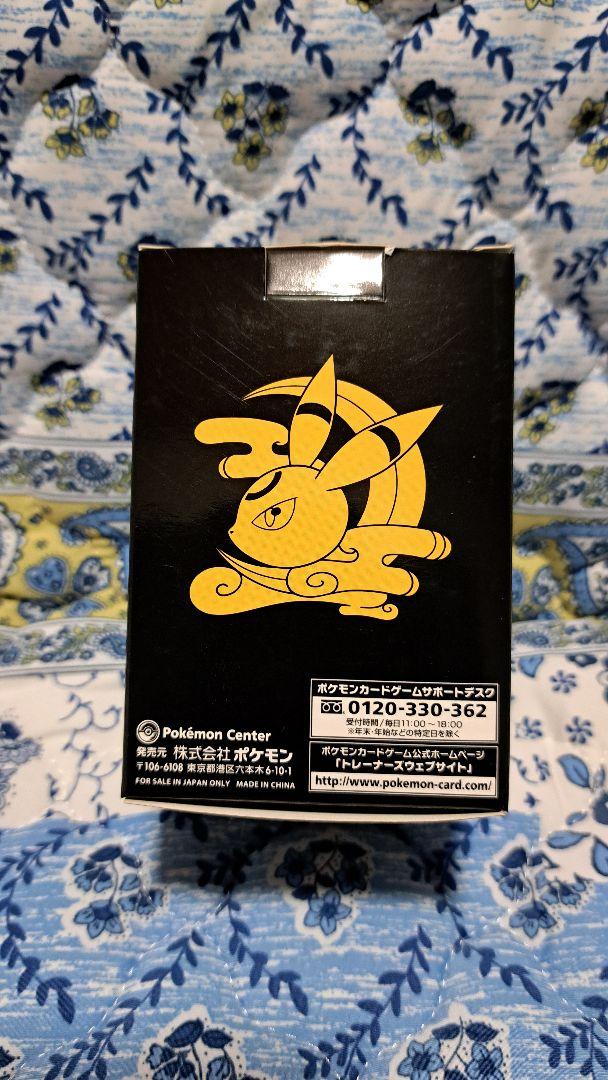 Pokémon Center
発売元 株式会社 ポケモン
〒106-6108 東京都港区六本木6-10-1
FOR SALE IN JAPAN ONLY MADE IN CHINA
ポケモンカードゲームサポートデスク
0120-330-362
受付時間/毎日11:00～18:00
※年末・年始などの特定日を除く
ポケモンカードゲーム公式ホームページ
「トレーナーズウェブサイト」
http://www.pokemon-card.com/